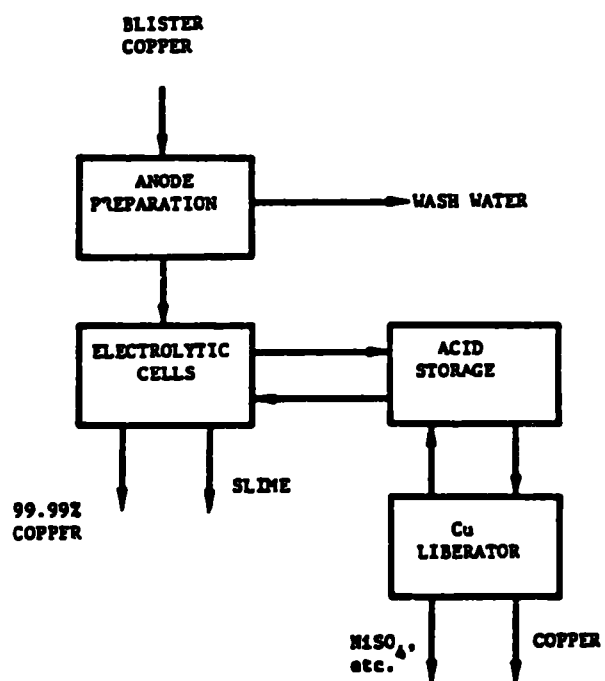 BLISTER
COPPER
ANODE
PREPARATION
WASH WATER
ELECTROLYTIC
CELLS
ACID
STORAGE
SLIME
99.99%
COPPER
Cu
LIBERATOR
NiSO4,
etc.
COPPER